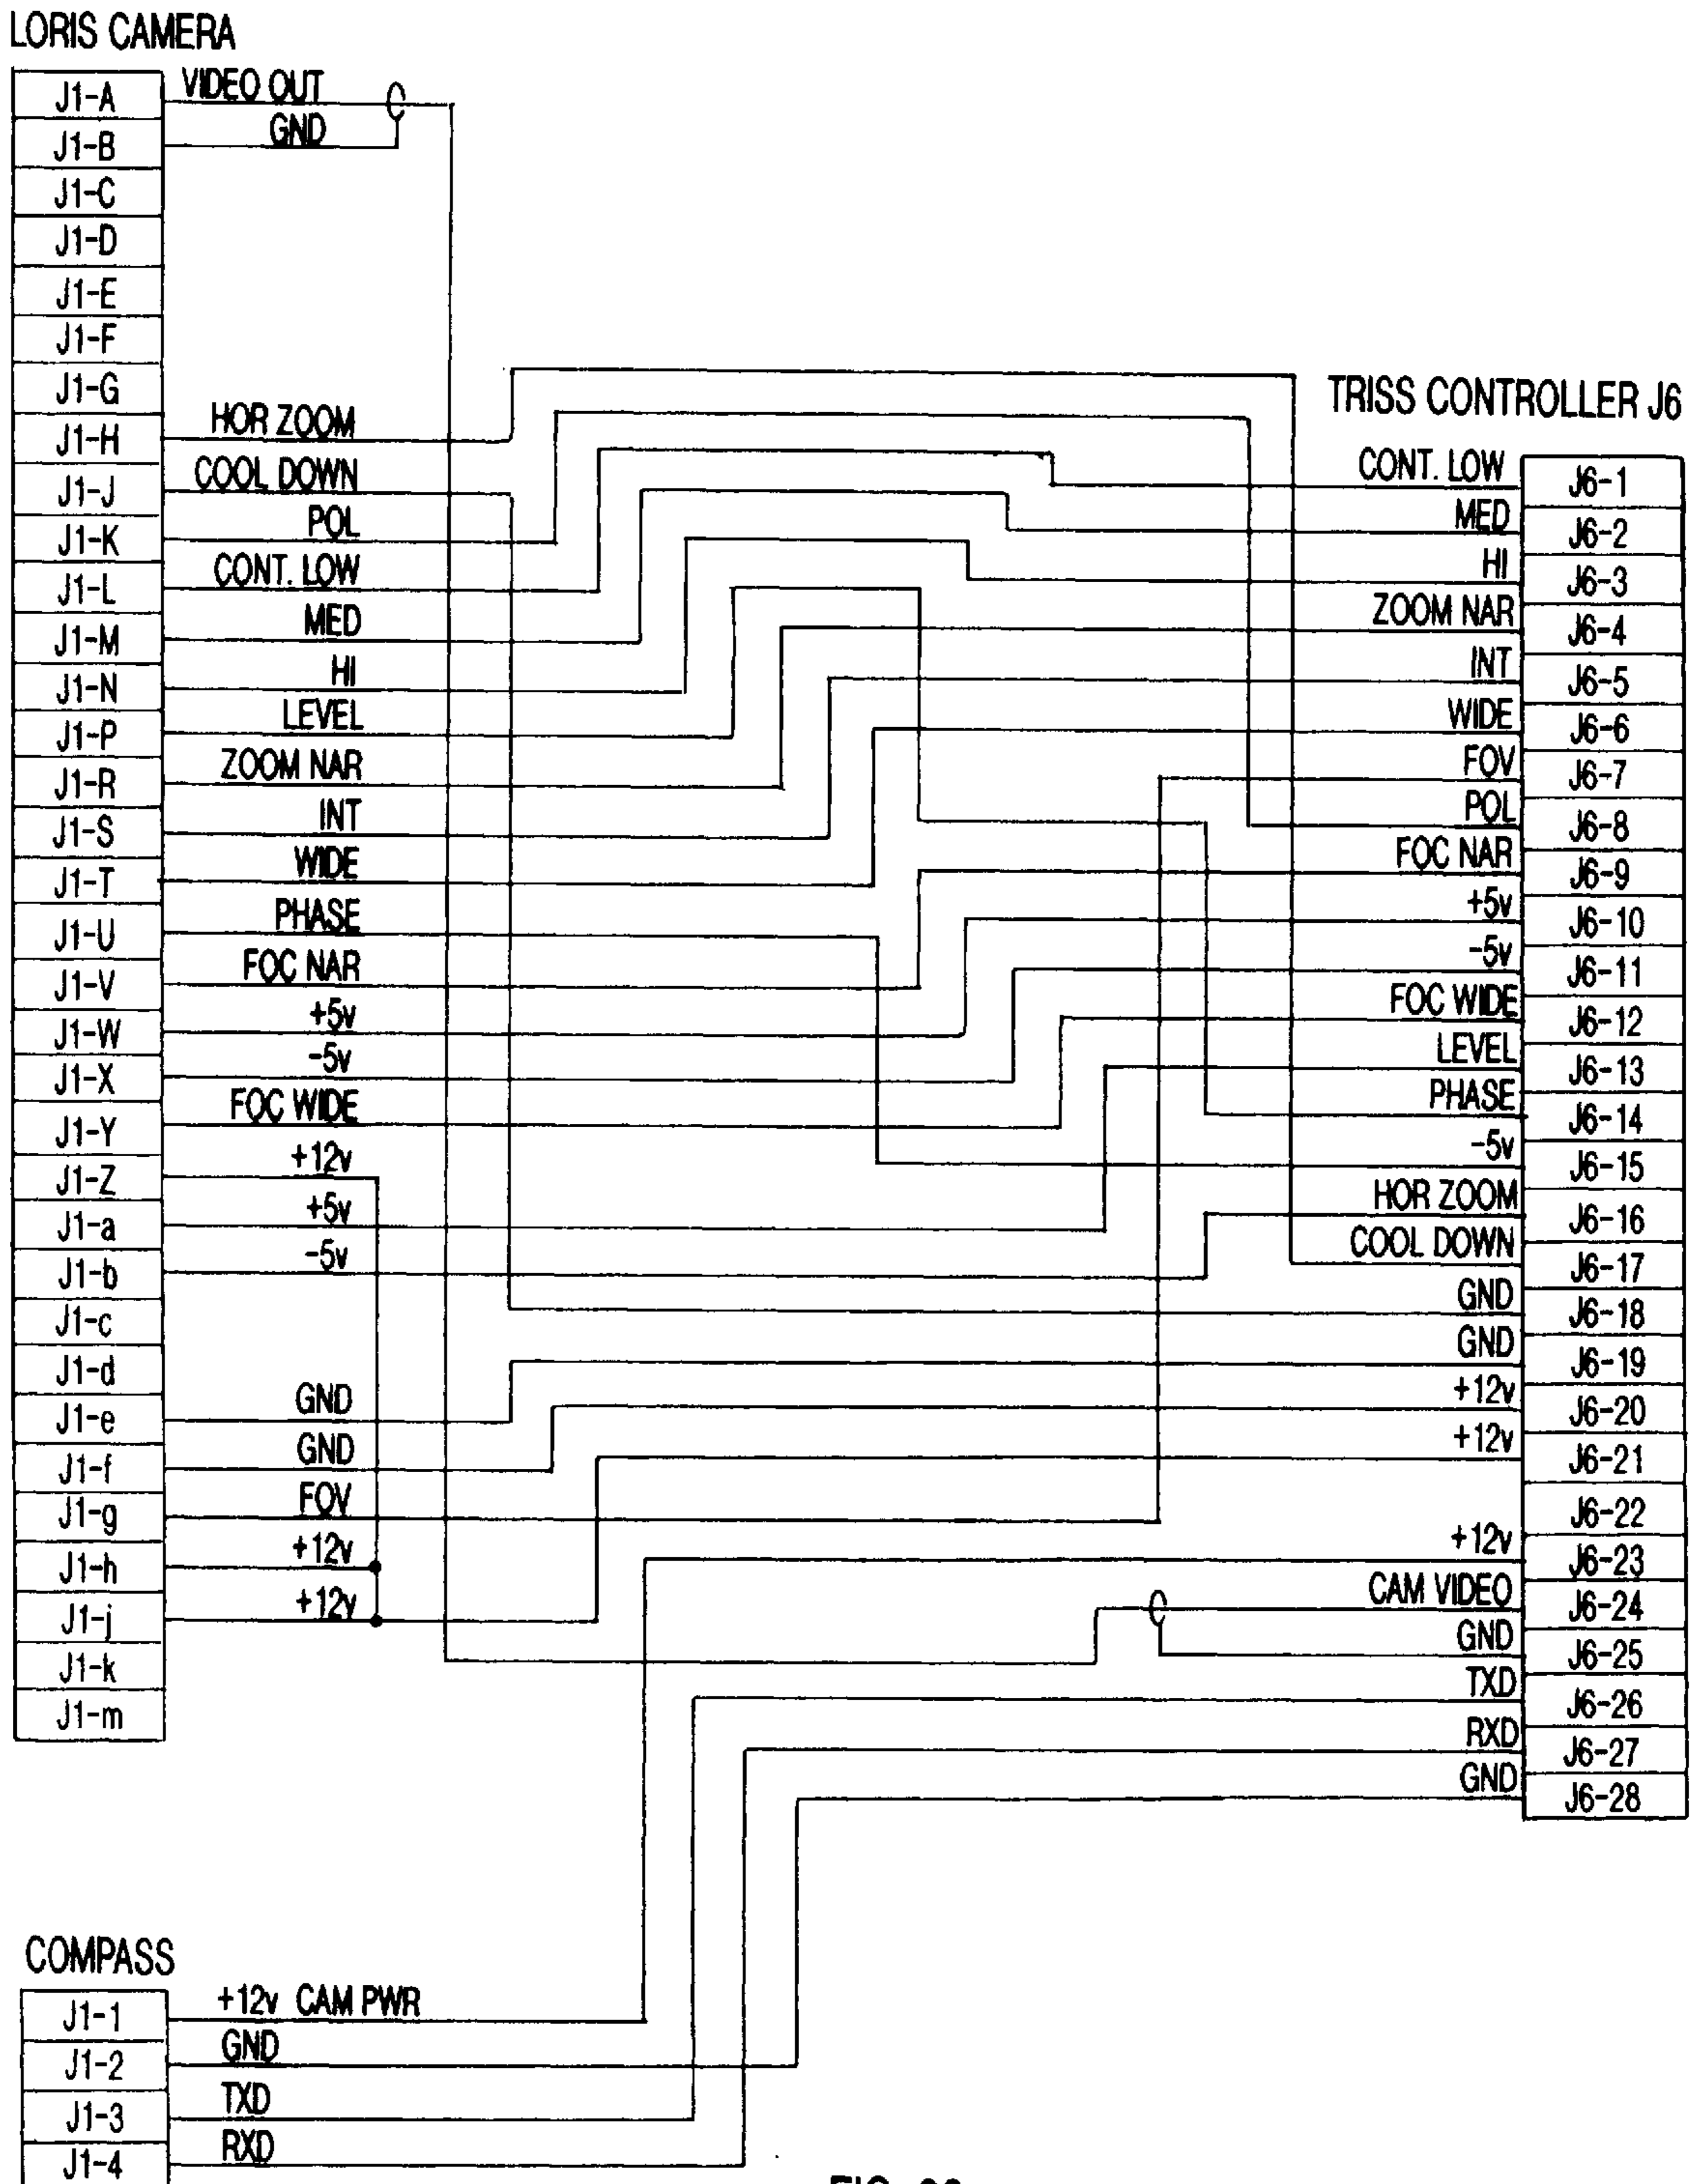 LORIS CAMERA
J1-A VIDEO OUT
J1-B GND
J1-C
J1-D
J1-E
J1-F
J1-G
J1-H HOR ZOOM
J1-J COOL DOWN
J1-K POL
J1-L CONT. LOW
J1-M MED
J1-N HI
J1-P LEVEL
J1-R ZOOM NAR
J1-S INT
J1-T WIDE
J1-U PHASE
J1-V FOC NAR
J1-W +5v
J1-X -5v
J1-Y FOC WIDE
J1-Z +12v
J1-a +5v
J1-b -5v
J1-c
J1-d
J1-e GND
J1-f GND
J1-g FOV
J1-h +12v
J1-j +12v
J1-k
J1-m
TRISS CONTROLLER J6
CONT. LOW J6-1
MED J6-2
HI J6-3
ZOOM NAR J6-4
INT J6-5
WIDE J6-6
FOV J6-7
POL J6-8
FOC NAR J6-9
+5v J6-10
-5v J6-11
FOC WIDE J6-12
LEVEL J6-13
PHASE J6-14
-5v J6-15
HOR ZOOM J6-16
COOL DOWN J6-17
GND J6-18
GND J6-19
+12v J6-20
+12v J6-21
J6-22
+12v J6-23
CAM VIDEO J6-24
GND J6-25
TXD J6-26
RXD J6-27
GND J6-28
COMPASS
J1-1 +12v CAM PWR
J1-2 GND
J1-3 TXD
J1-4 RXD